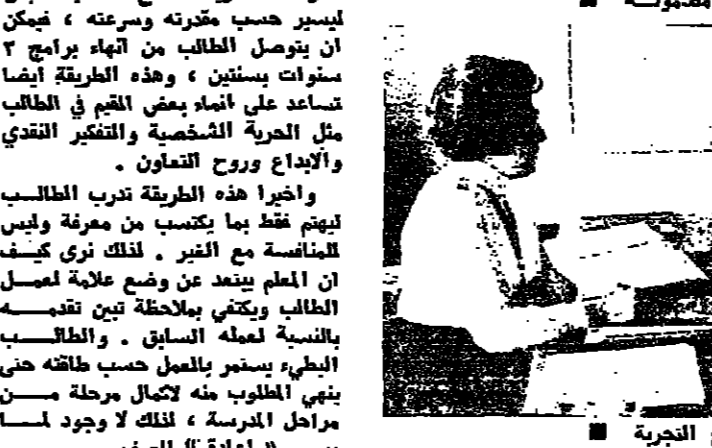 ليسير حسب مقدرته وسرعته ، فيمكن
ان يتوصل الطالب من انهاء برامج ٣
سنوات بسنتين ، وهذه الطريقة ايضا
تساعد على انماء بعض القيم في الطالب
مثل الحرية الشخصية والتفكير النقدي
والابداع وروح التعاون .
واخيرا هذه الطريقة تدرب الطالب
ليهتم فقط بما يكتسب من معرفة وليس
للمنافسة مع الغير . لذلك نرى كيف
ان المعلم يبتعد عن وضع علامة لعمل
الطالب ويكتفي بملاحظة تبين تقدمه
بالنسبة لعمله السابق . والطالب
البطيء يستمر بالعمل حسب طاقته حتى
ينهي المطلوب منه لاكمال مرحلة من
مراحل المدرسة ، لذلك لا وجود لما
التجربة